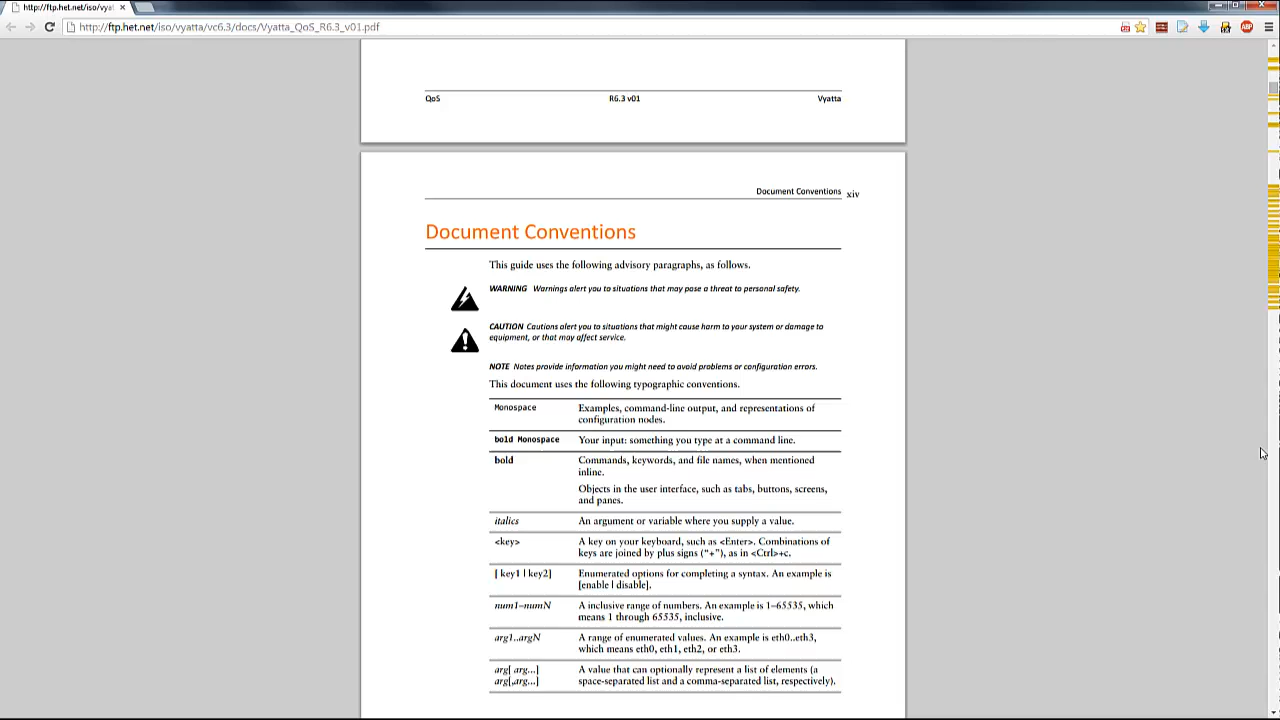 http://ftp.het.net/iso/vya
http://ftp.het.net/iso/vyatta/vc6.3/docs/Vyatta_QoS_R6.3_v01.pdf
ABP
QoS R6.3 v01 Vyatta
Document Conventions xiv
Document Conventions
This guide uses the following advisory paragraphs, as follows.
WARNING Warnings alert you to situations that may pose a threat to personal safety.
CAUTION Cautions alert you to situations that might cause harm to your system or damage to
equipment, or that may affect service.
NOTE Notes provide information you might need to avoid problems or configuration errors.
This document uses the following typographic conventions.
Monospace Examples, command-line output, and representations of
configuration nodes.
bold Monospace Your input: something you type at a command line.
bold Commands, keywords, and file names, when mentioned
inline.
Objects in the user interface, such as tabs, buttons, screens,
and panes.
italics An argument or variable where you supply a value.
<key> A key on your keyboard, such as <Enter>. Combinations of
keys are joined by plus signs (“+”), as in <Ctrl>+c.
[ key1 | key2] Enumerated options for completing a syntax. An example is
[enable | disable].
num1–numN A inclusive range of numbers. An example is 1–65535, which
means 1 through 65535, inclusive.
arg1..argN A range of enumerated values. An example is eth0..eth3,
which means eth0, eth1, eth2, or eth3.
arg[ arg...] A value that can optionally represent a list of elements (a
arg[,arg...] space-separated list and a comma-separated list, respectively).